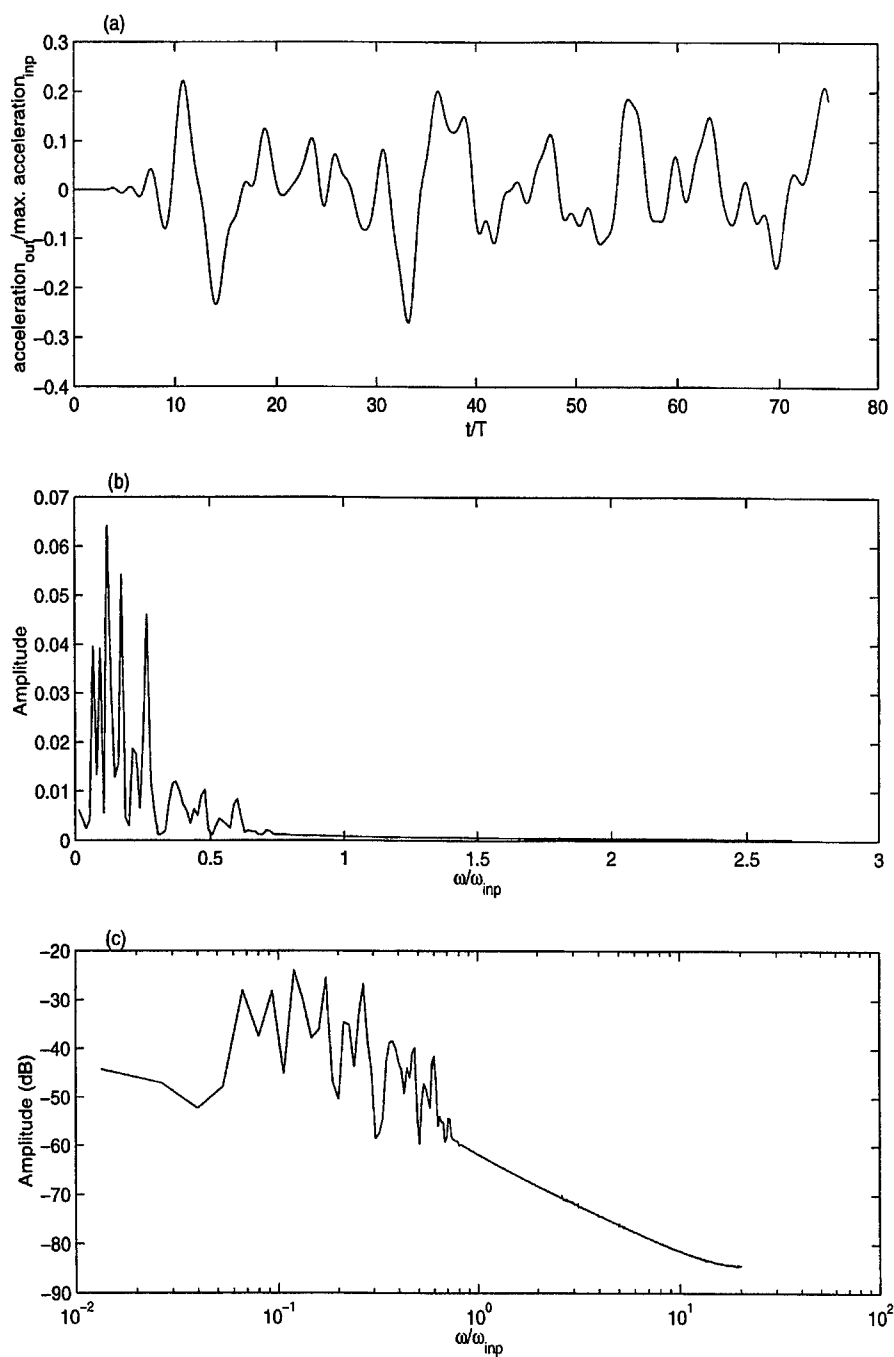 (a)
acceleration_out/max. acceleration_inp
0.3
0.2
0.1
0
−0.1
−0.2
−0.3
−0.4
0 10 20 30 40 50 60 70 80
t/T
(b)
Amplitude
0.07
0.06
0.05
0.04
0.03
0.02
0.01
0
0 0.5 1 1.5 2 2.5 3
ω/ω_inp
(c)
Amplitude (dB)
−20
−30
−40
−50
−60
−70
−80
−90
10^−2 10^−1 10^0 10^1 10^2
ω/ω_inp